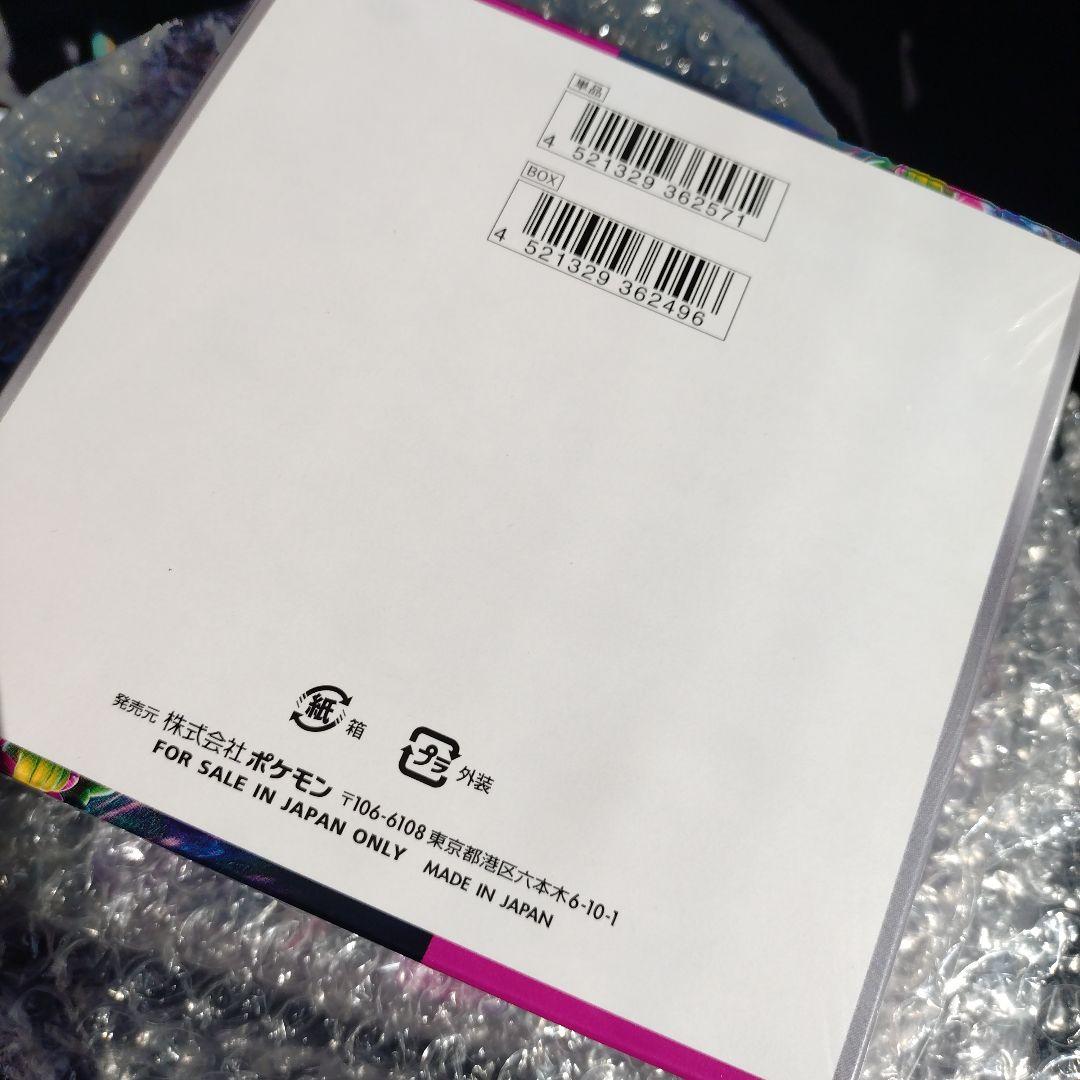 単品
4 521329 362571
BOX
4 521329 362496
紙 箱
プラ 外装
発売元 株式会社ポケモン 〒106-6108 東京都港区六本木6-10-1
FOR SALE IN JAPAN ONLY MADE IN JAPAN